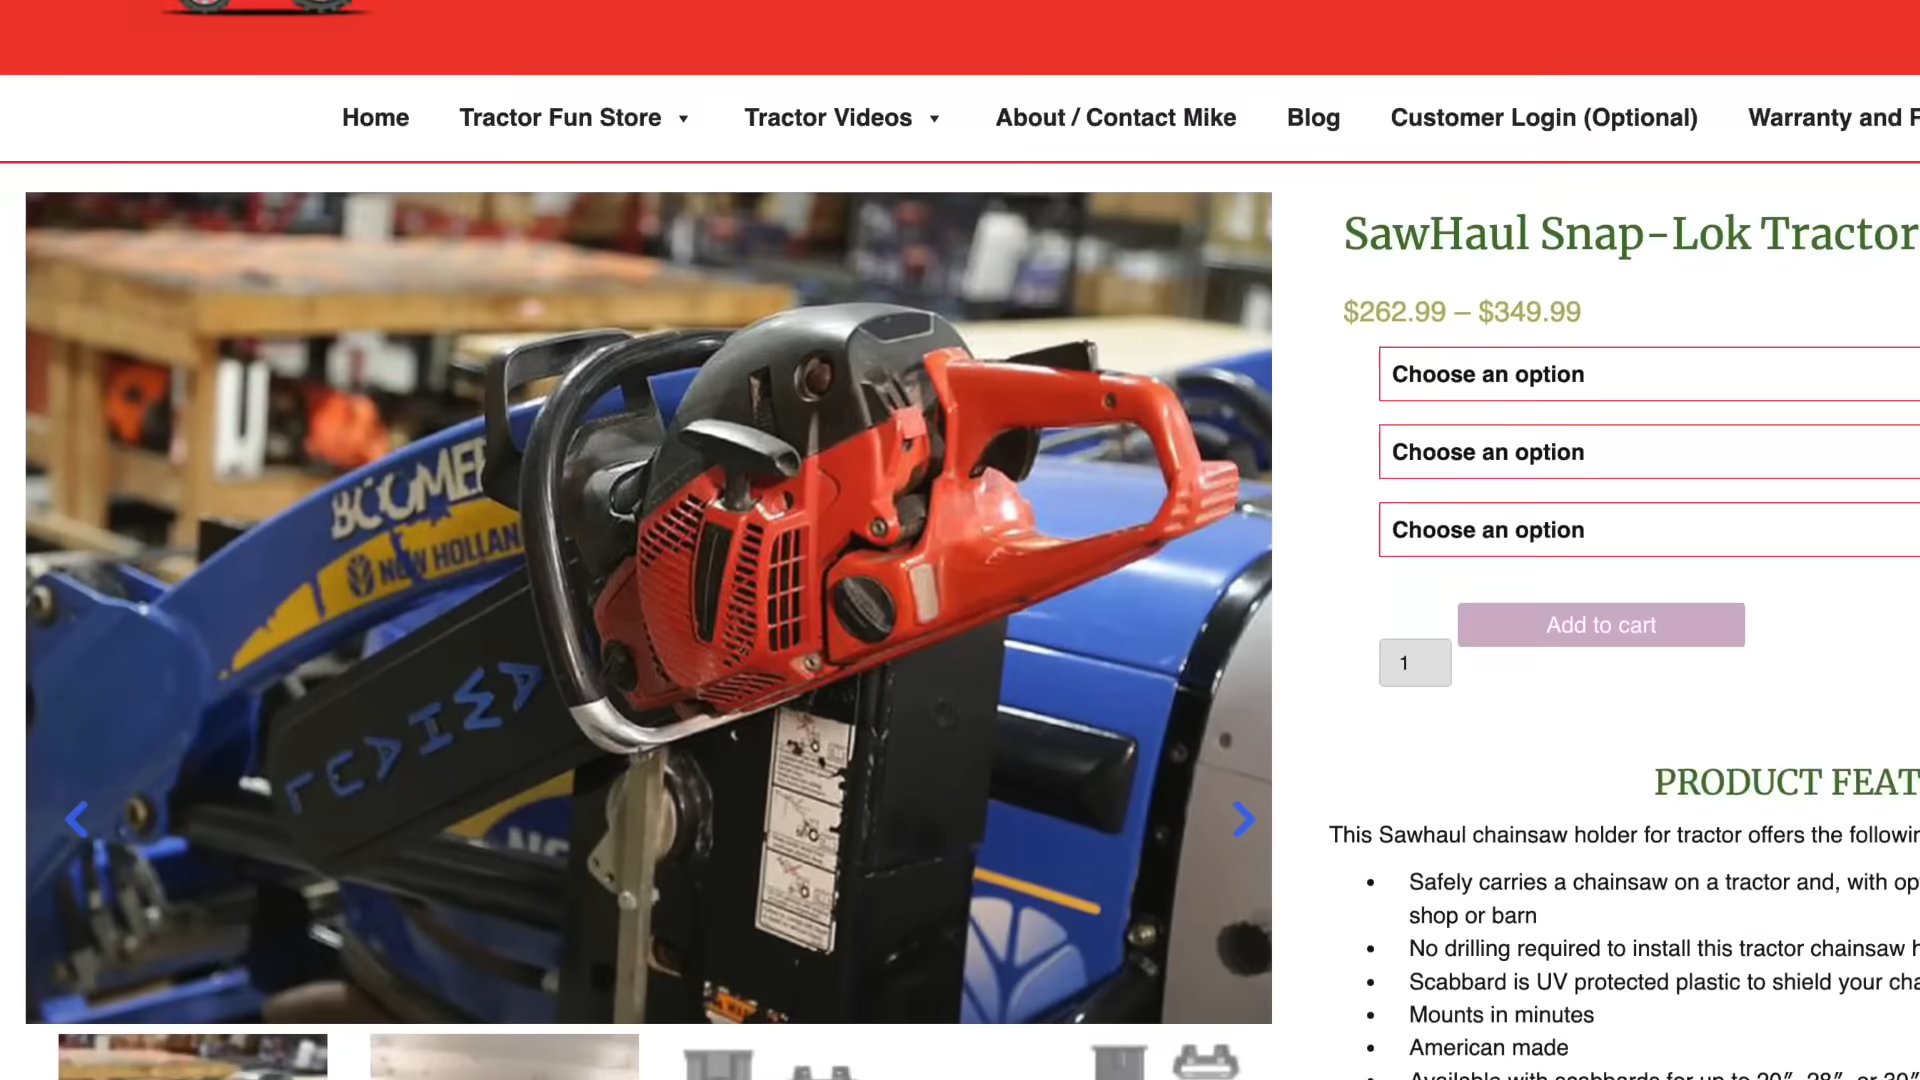 Home
Tractor Fun Store
Tractor Videos
About / Contact Mike
Blog
Customer Login (Optional)
Warranty and
SawHaul Snap-Lok Tractor
$262.99 – $349.99
Choose an option
Choose an option
Choose an option
Add to cart
1
BOOMER
NEW HOLLAN
PRODUCT FEAT
This Sawhaul chainsaw holder for tractor offers the followin
• Safely carries a chainsaw on a tractor and, with op
shop or barn
• No drilling required to install this tractor chainsaw h
• Scabbard is UV protected plastic to shield your cha
• Mounts in minutes
• American made
• Available with scabbards for up to 20″, 28″, or 30″